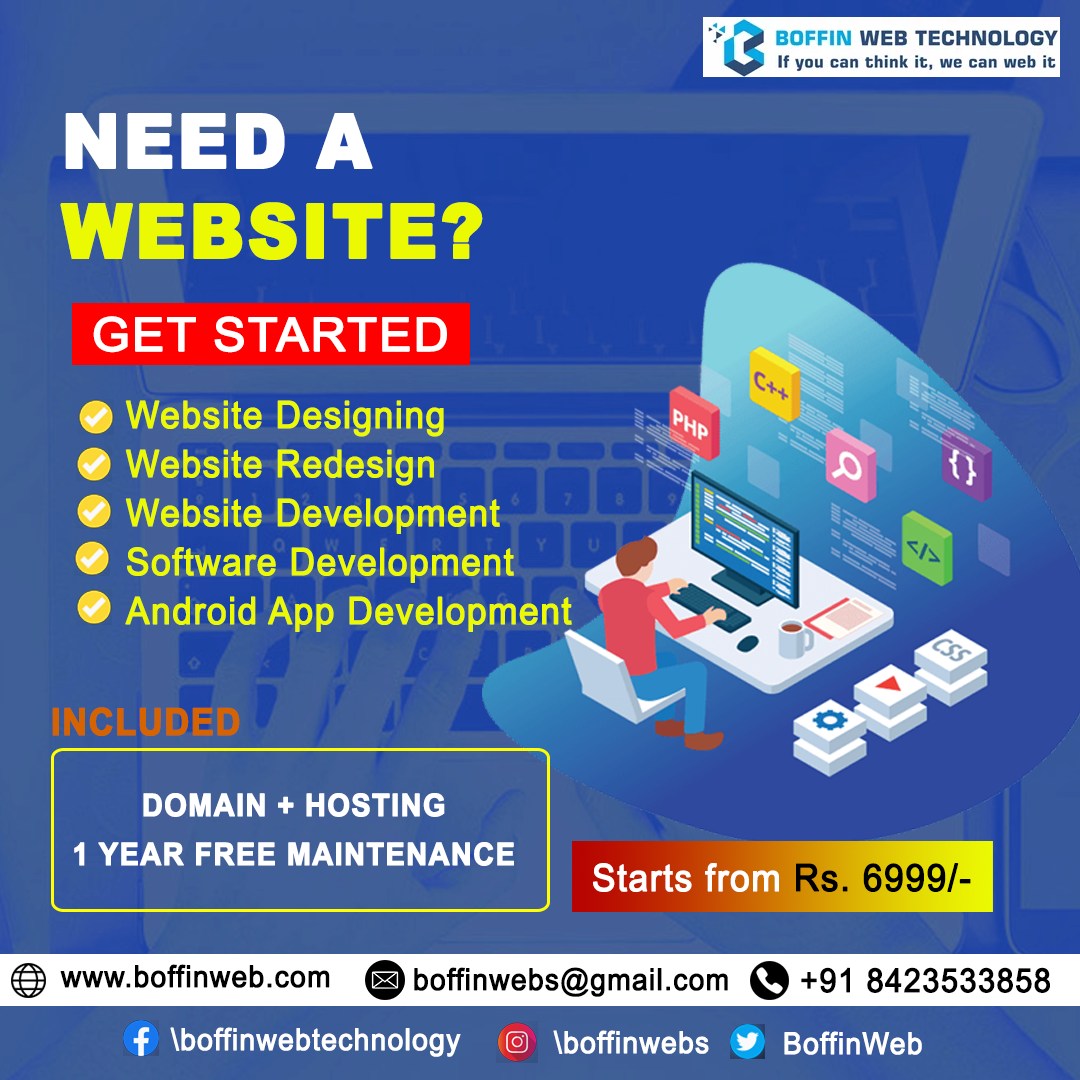 BOFFIN WEB TECHNOLOGY
If you can think it, we can web it
NEED A
WEBSITE?
GET STARTED
Website Designing
Website Redesign
Website Development
Software Development
Android App Development
PHP
C++
{}
</>
CSS
INCLUDED
DOMAIN + HOSTING
1 YEAR FREE MAINTENANCE
Starts from Rs. 6999/-
www.boffinweb.com
boffinwebs@gmail.com
+91 8423533858
\boffinwebtechnology
\boffinwebs
BoffinWeb